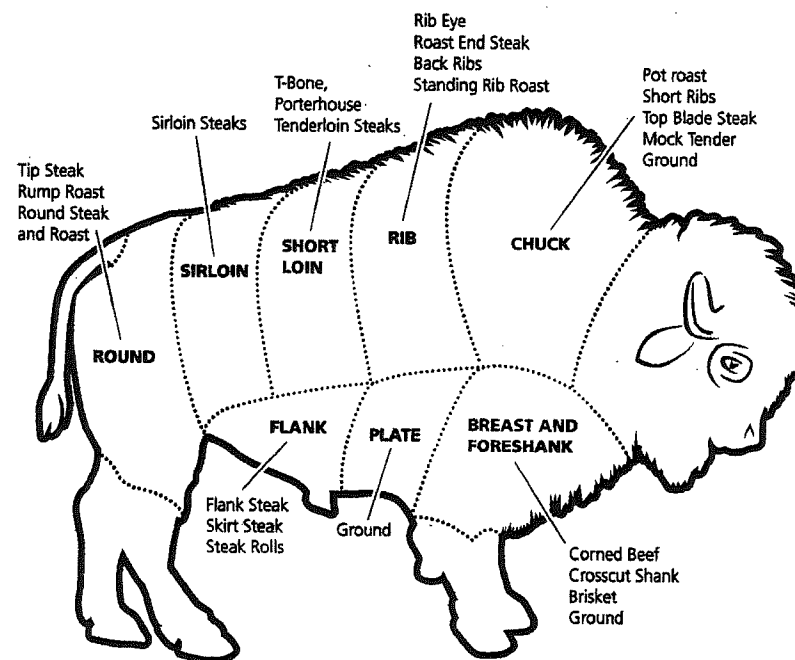 Rib Eye
Roast End Steak
Back Ribs
Standing Rib Roast
T-Bone,
Porterhouse
Tenderloin Steaks
Pot roast
Short Ribs
Top Blade Steak
Mock Tender
Ground
Sirloin Steaks
Tip Steak
Rump Roast
Round Steak
and Roast
SIRLOIN
SHORT
LOIN
RIB
CHUCK
ROUND
FLANK
PLATE
BREAST AND
FORESHANK
Flank Steak
Skirt Steak
Steak Rolls
Ground
Corned Beef
Crosscut Shank
Brisket
Ground